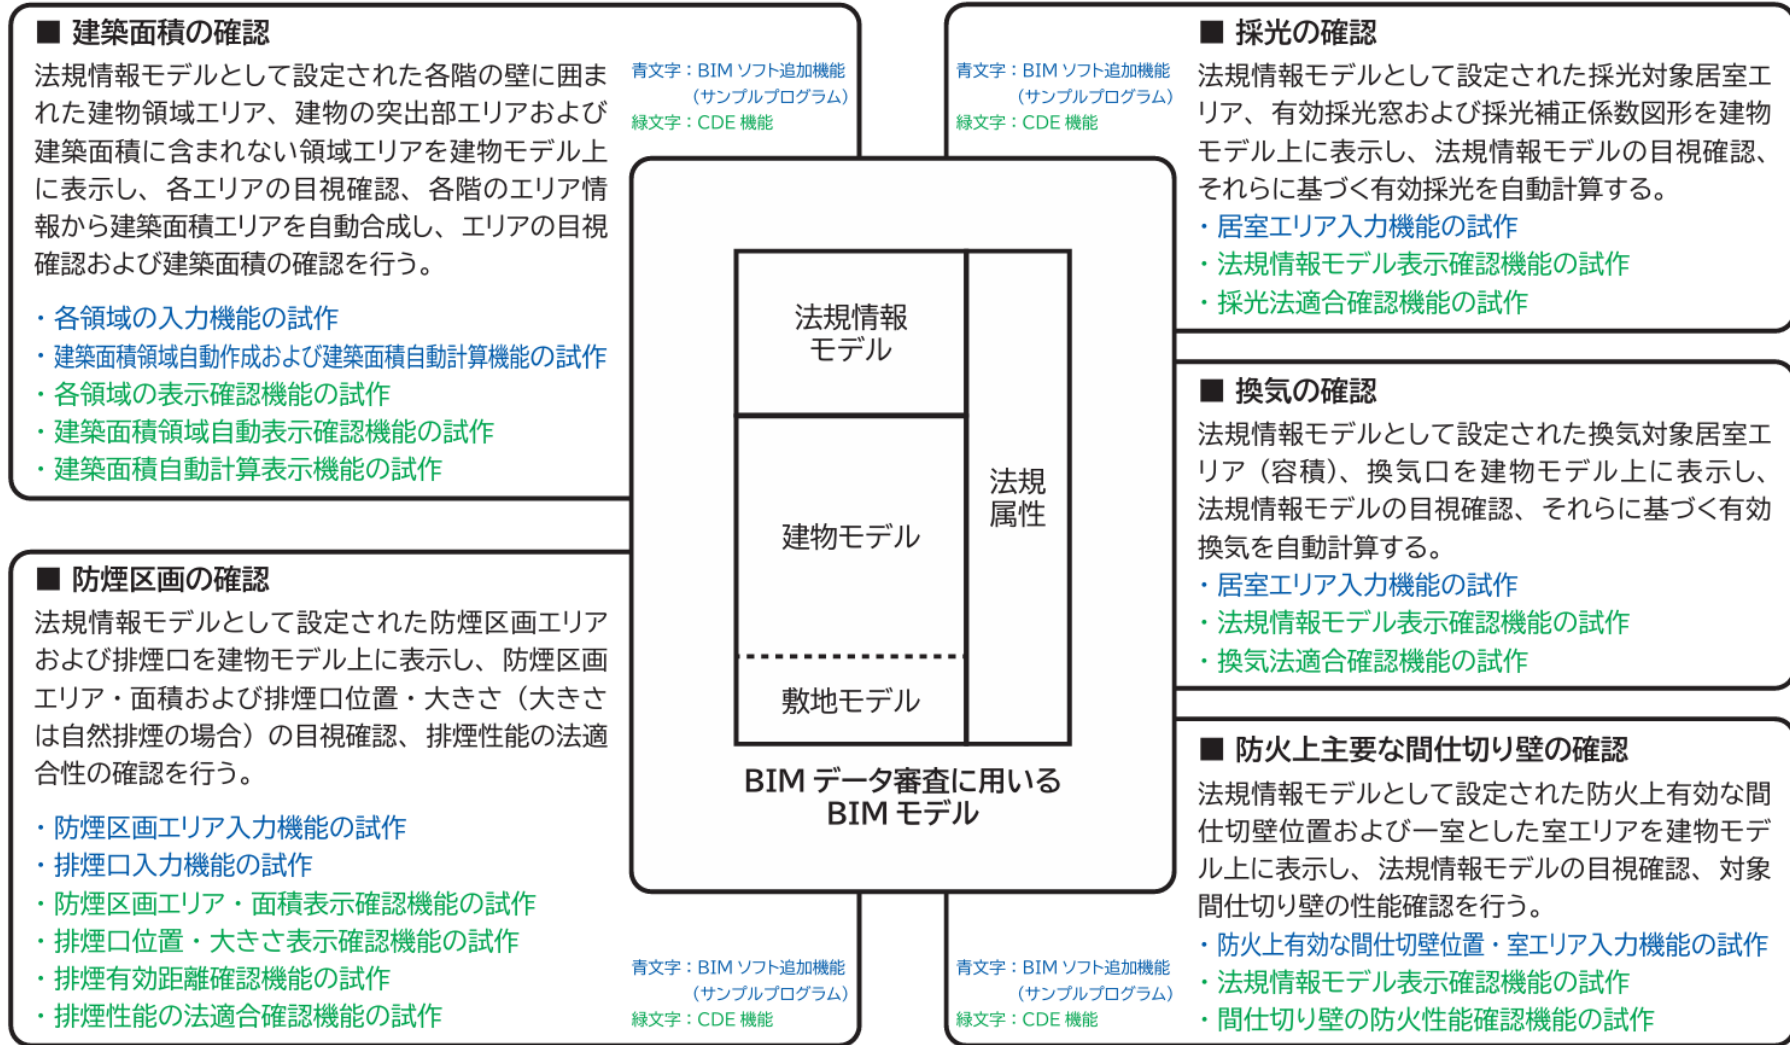 ■ 建築面積の確認
法規情報モデルとして設定された各階の壁に囲ま
れた建物領域エリア、建物の突出部エリアおよび
建築面積に含まれない領域エリアを建物モデル上
に表示し、各エリアの目視確認、各階のエリア情
報から建築面積エリアを自動合成し、エリアの目視
確認および建築面積の確認を行う。
・各領域の入力機能の試作
・建築面積領域自動作成および建築面積自動計算機能の試作
・各領域の表示確認機能の試作
・建築面積領域自動表示確認機能の試作
・建築面積自動計算表示機能の試作
青文字：BIM ソフト追加機能
（サンプルプログラム）
緑文字：CDE 機能
■ 防煙区画の確認
法規情報モデルとして設定された防煙区画エリア
および排煙口を建物モデル上に表示し、防煙区画
エリア・面積および排煙口位置・大きさ（大きさ
は自然排煙の場合）の目視確認、排煙性能の法適
合性の確認を行う。
・防煙区画エリア入力機能の試作
・排煙口入力機能の試作
・防煙区画エリア・面積表示確認機能の試作
・排煙口位置・大きさ表示確認機能の試作
・排煙有効距離確認機能の試作
・排煙性能の法適合確認機能の試作
青文字：BIM ソフト追加機能
（サンプルプログラム）
緑文字：CDE 機能
法規情報
モデル
建物モデル
敷地モデル
法規
属性
BIM データ審査に用いる
BIM モデル
青文字：BIM ソフト追加機能
（サンプルプログラム）
緑文字：CDE 機能
■ 採光の確認
法規情報モデルとして設定された採光対象居室エ
リア、有効採光窓および採光補正係数図形を建物
モデル上に表示し、法規情報モデルの目視確認、
それらに基づく有効採光を自動計算する。
・居室エリア入力機能の試作
・法規情報モデル表示確認機能の試作
・採光法適合確認機能の試作
■ 換気の確認
法規情報モデルとして設定された換気対象居室エ
リア（容積）、換気口を建物モデル上に表示し、
法規情報モデルの目視確認、それらに基づく有効
換気を自動計算する。
・居室エリア入力機能の試作
・法規情報モデル表示確認機能の試作
・換気法適合確認機能の試作
■ 防火上主要な間仕切り壁の確認
法規情報モデルとして設定された防火上有効な間
仕切壁位置および一室とした室エリアを建物モデ
ル上に表示し、法規情報モデルの目視確認、対象
間仕切り壁の性能確認を行う。
・防火上有効な間仕切壁位置・室エリア入力機能の試作
・法規情報モデル表示確認機能の試作
・間仕切り壁の防火性能確認機能の試作
青文字：BIM ソフト追加機能
（サンプルプログラム）
緑文字：CDE 機能